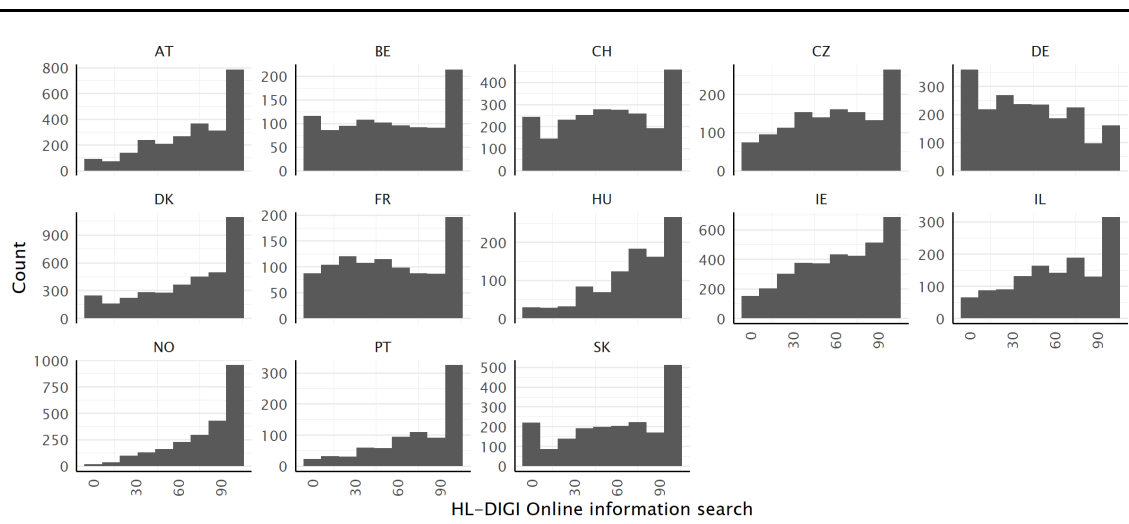 AT BE CH CZ DE
800 600 400 200 0
200 150 100 50 0
400 300 200 100 0
200 100 0
300 200 100 0
DK FR HU IE IL
900 600 300 0
200 150 100 50 0
200 100 0
600 400 200 0
300 200 100 0
0 30 60 90
0 30 60 90
NO PT SK
1000 750 500 250 0
300 200 100 0
500 400 300 200 100 0
0 30 60 90
0 30 60 90
0 30 60 90
Count
HL-DIGI Online information search